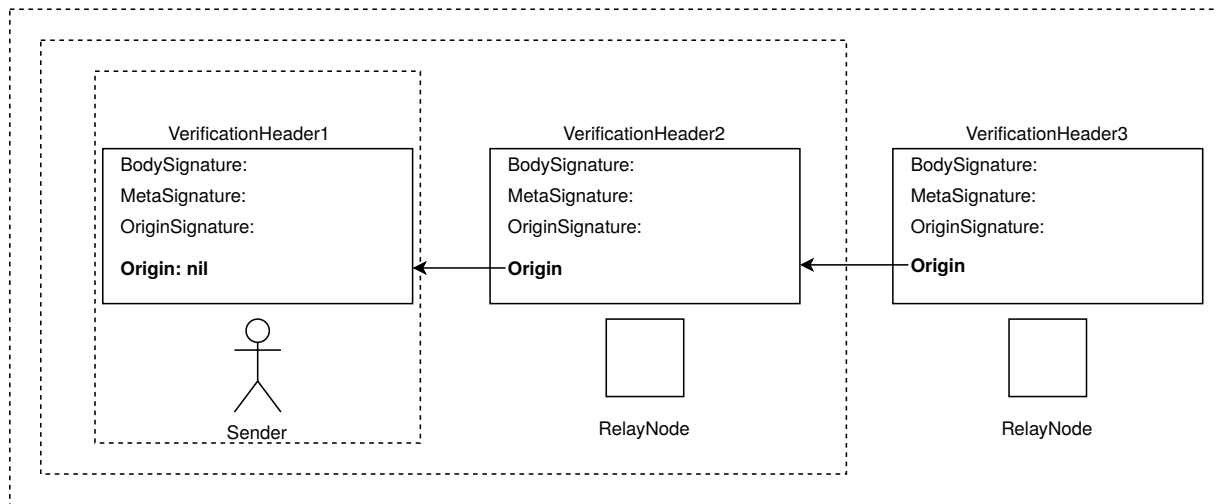 VerificationHeader1
BodySignature:
MetaSignature:
OriginSignature:
Origin: nil
Sender
VerificationHeader2
BodySignature:
MetaSignature:
OriginSignature:
Origin
RelayNode
VerificationHeader3
BodySignature:
MetaSignature:
OriginSignature:
Origin
RelayNode